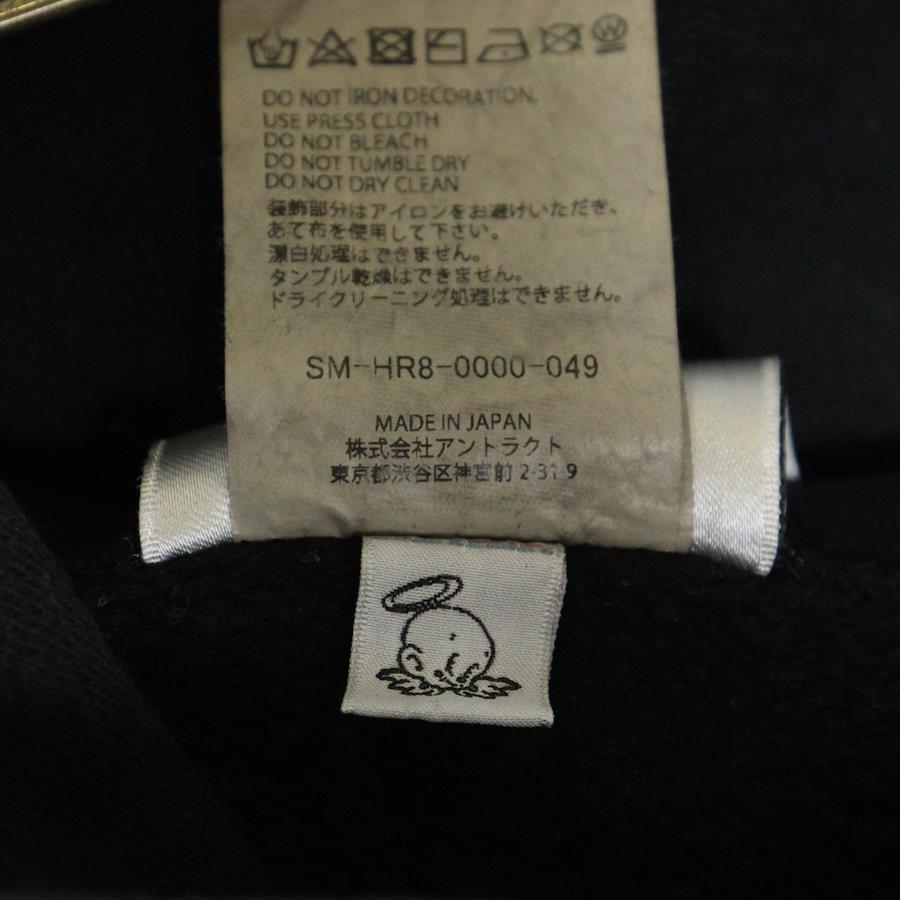 DO NOT IRON DECORATION.
USE PRESS CLOTH
DO NOT BLEACH
DO NOT TUMBLE DRY
DO NOT DRY CLEAN
装飾部分はアイロンをお避けいただき、
あて布を使用して下さい。
漂白処理はできません。
タンブル乾燥はできません。
ドライクリーニング処理はできません。
SM-HR8-0000-049
MADE IN JAPAN
株式会社アントラクト
東京都渋谷区神宮前 2-31-9